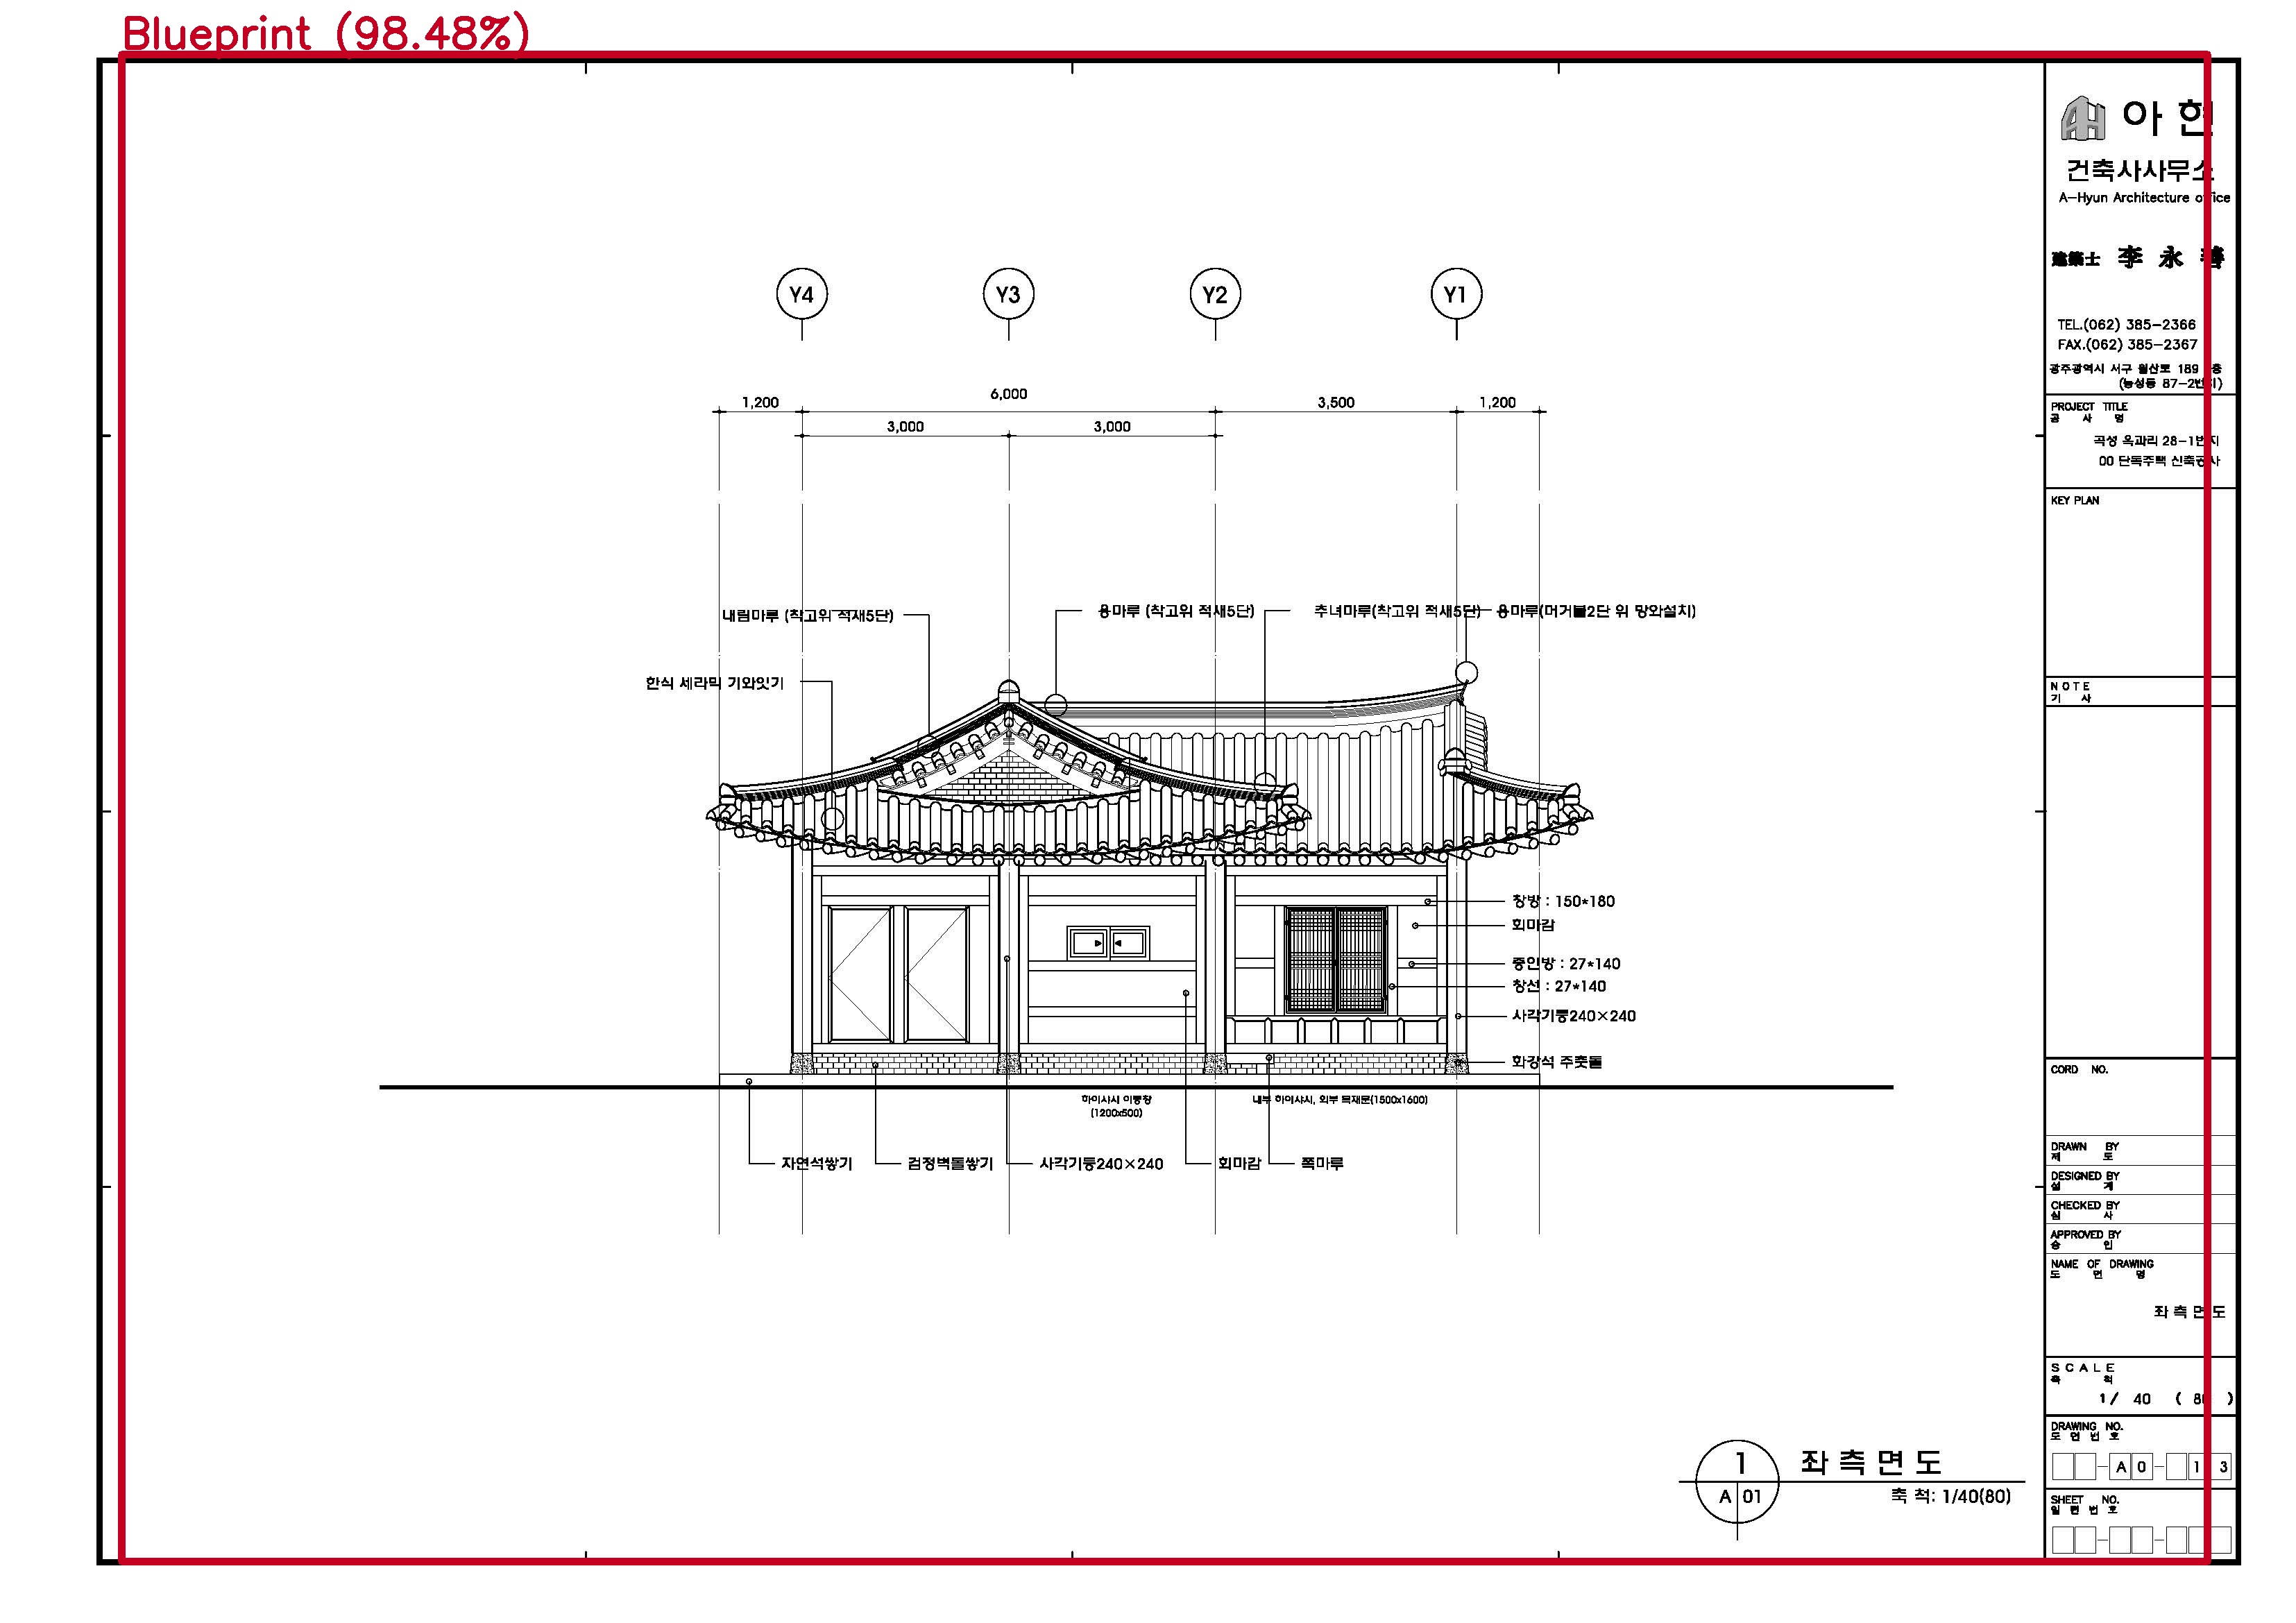 Blueprint (98.48%)
아 현
건축사사무소
A-Hyun Architecture office
建築士 李 永 善
TEL.(062) 385-2366
FAX.(062) 385-2367
광주광역시 서구 월산로 189 층
(농성동 87-2번지)
PROJECT TITLE
공 사 명
곡성 옥과리 28-1번지
00 단독주택 신축공사
KEY PLAN
NOTE
기 사
CORD NO.
DRAWN BY
제 도
DESIGNED BY
설 계
CHECKED BY
심 사
APPROVED BY
승 인
NAME OF DRAWING
도 면 명
좌 측 면 도
SCALE
축 척
1/ 40 ( 80 )
DRAWING NO.
도 면 번 호
A 0 - 1 3
SHEET NO.
일 련 번 호
Y4 Y3 Y2 Y1
1,200 6,000 3,500 1,200
3,000 3,000
내림마루 (착고위 적새5단)
용마루 (착고위 적새5단)
추녀마루(착고위 적새5단)
용마루(머거불2단 위 망와설치)
한식 세라믹 기와잇기
창방 : 150*180
회마감
중인방 : 27*140
창선 : 27*140
사각기둥240×240
화강석 주춧돌
하이샤시 이중창
(1200x500)
내부 하이샤시, 외부 목재문(1500x1600)
자연석쌓기
검정벽돌쌓기
사각기둥240×240
회마감
쪽마루
1
A 01
좌 측 면 도
축 척: 1/40(80)